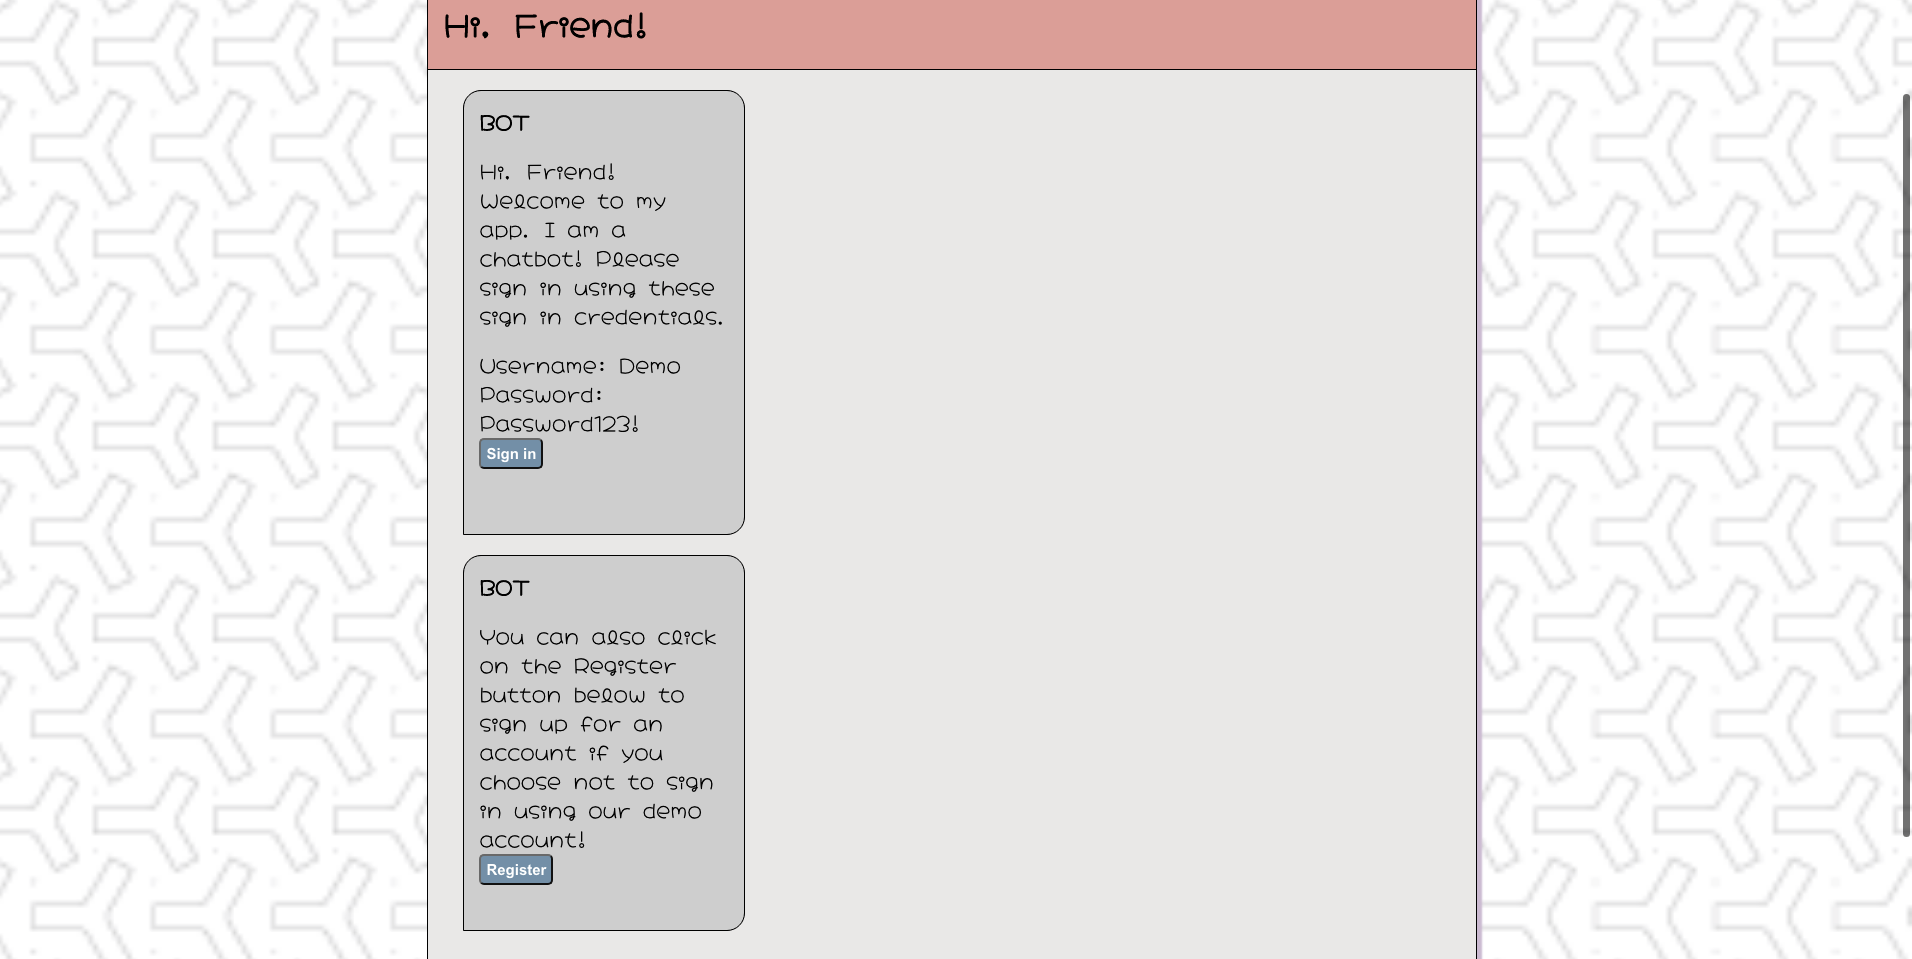 Hi. Friend!
BOT
Hi. Friend!
Welcome to my
app. I am a
chatbot! Please
sign in using these
sign in credentials.
Username: Demo
Password:
Password123!
Sign in
BOT
You can also click
on the Register
button below to
sign up for an
account if you
choose not to sign
in using our demo
account!
Register